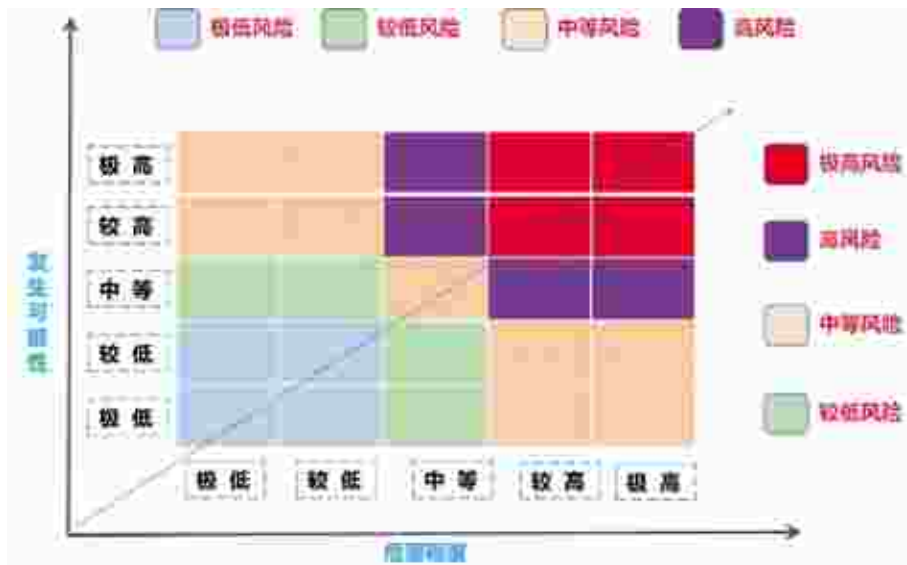 极低风险 较低风险 中等风险 高风险
极高
较高
中等
较低
极低
发生可能性
极高风险
高风险
中等风险
较低风险
极低 较低 中等 较高 极高